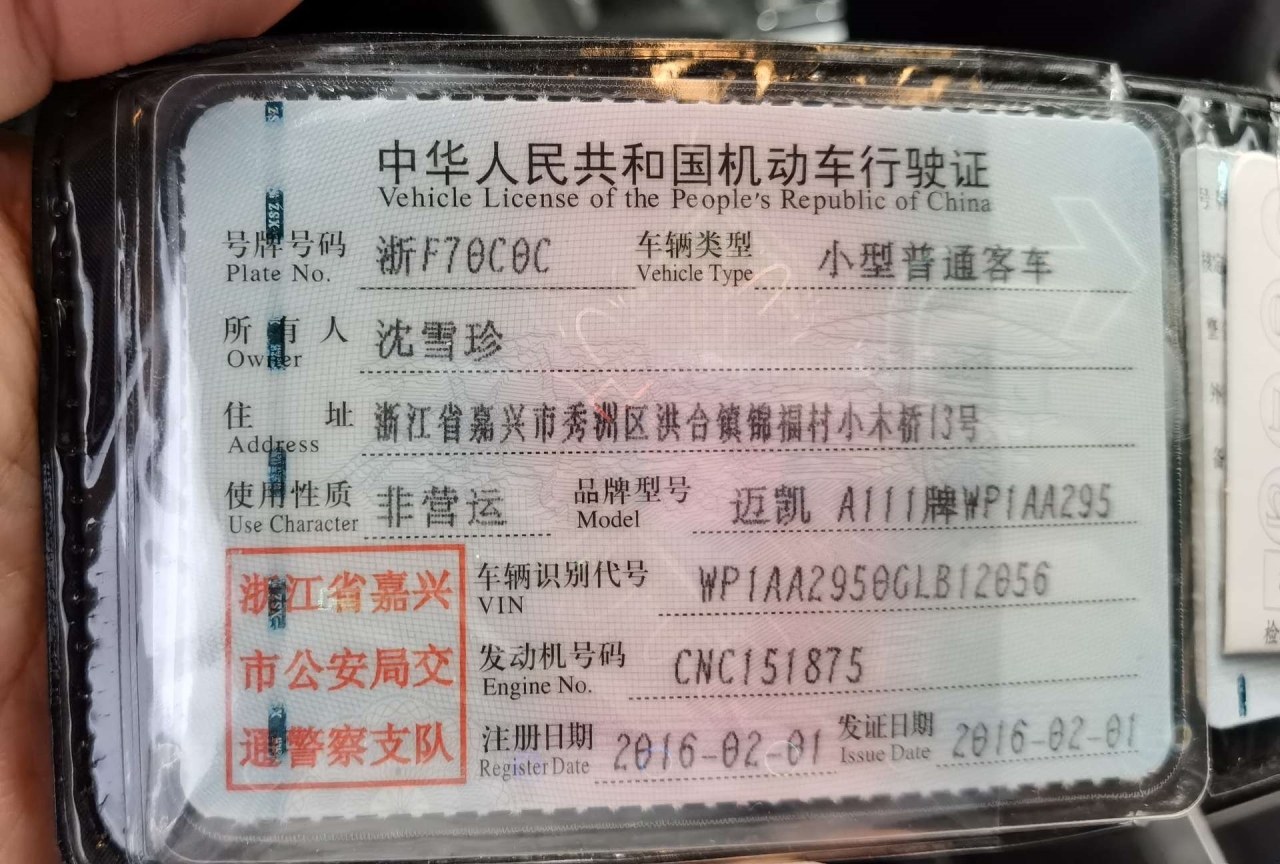 中华人民共和国机动车行驶证
Vehicle License of the People's Republic of China
号牌号码 浙F70C0C 车辆类型 小型普通客车
Plate No. Vehicle Type
所有人 沈雪珍
Owner
住址 浙江省嘉兴市秀洲区洪合镇锦福村小木桥13号
Address
使用性质 非营运 品牌型号 迈凯 A111牌WP1AA295
Use Character Model
浙江省嘉兴
市公安局交
通警察支队
车辆识别代号 WP1AA2950GLB12056
VIN
发动机号码 CNC151875
Engine No.
注册日期 2016-02-01 发证日期 2016-02-01
Register Date Issue Date